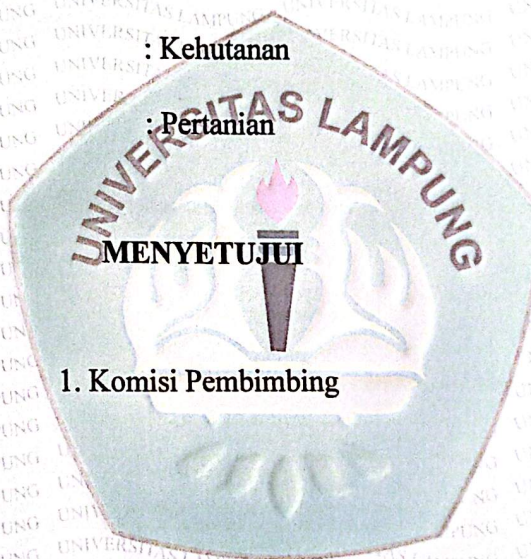 : Kehutanan
: Pertanian
UNIVERSITAS LAMPUNG
MENYETUJUI
1. Komisi Pembimbing